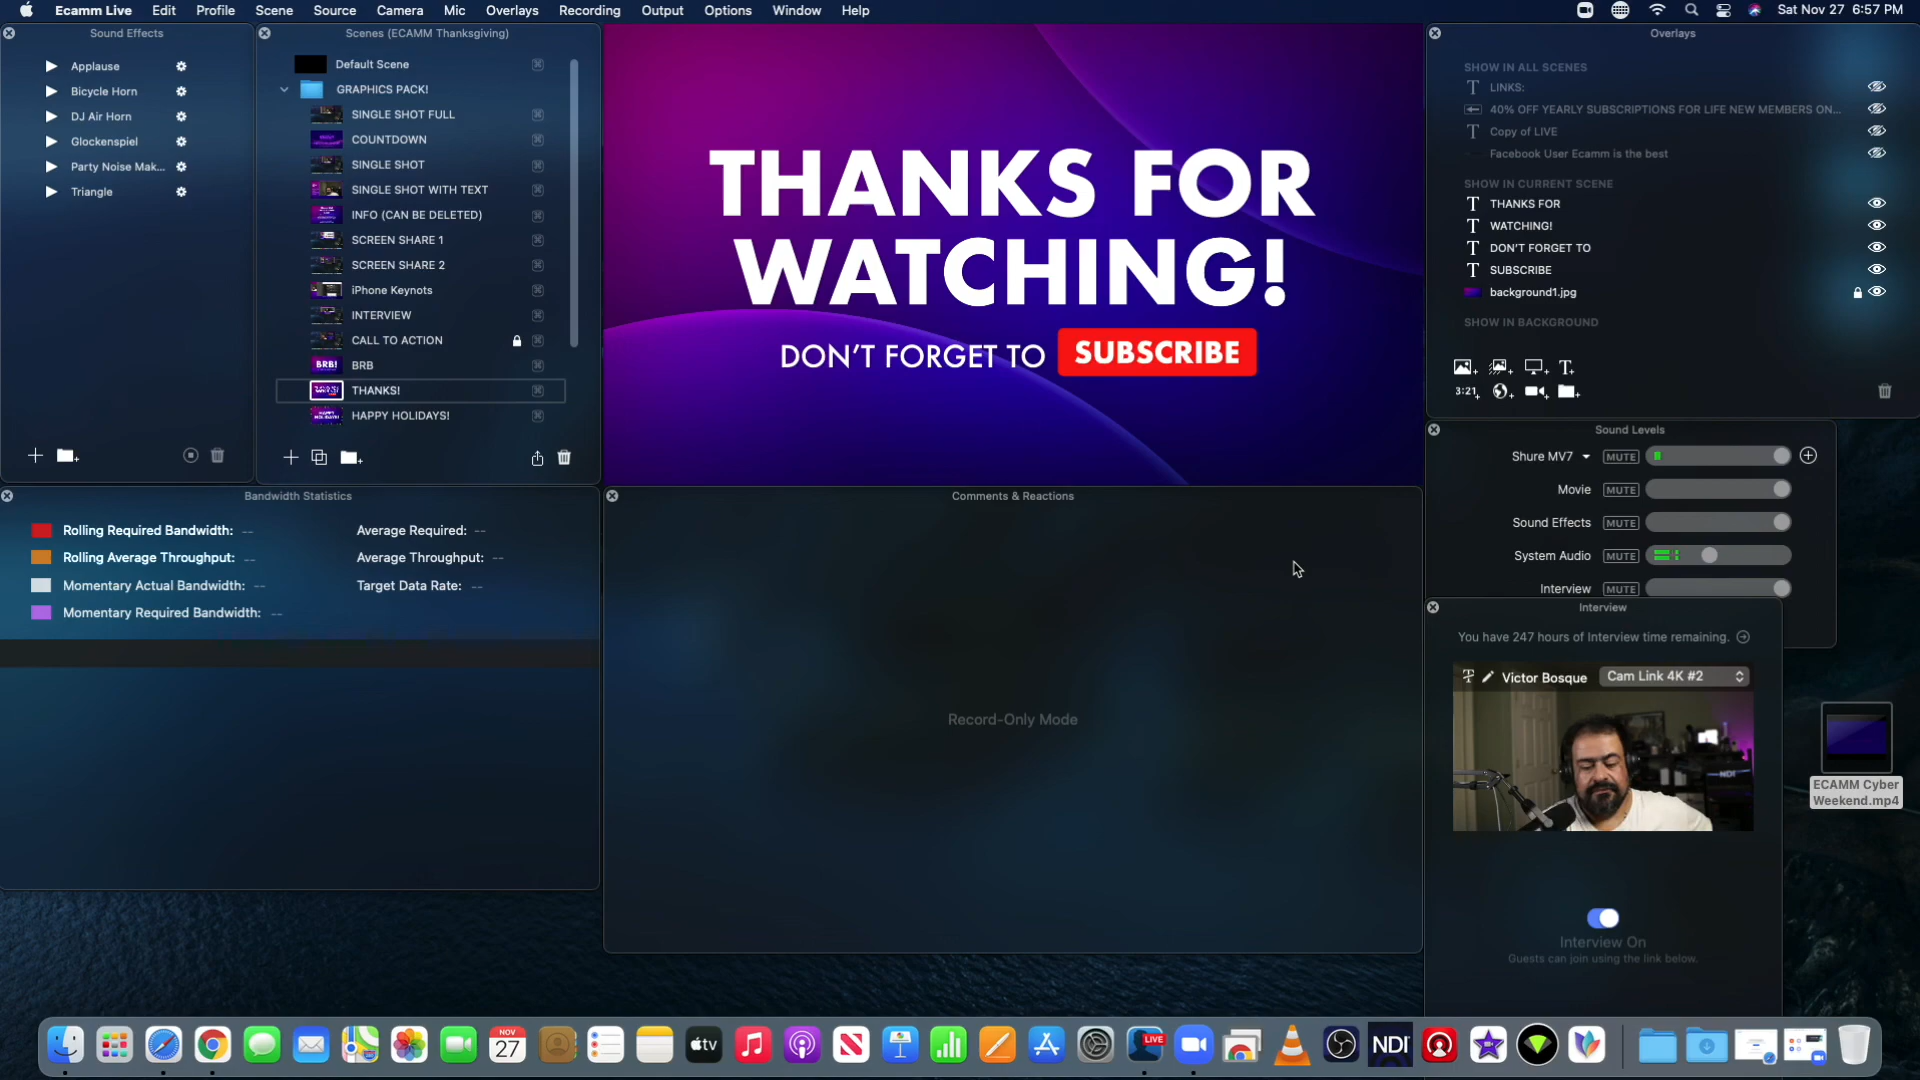 Ecamm Live Edit Profile Scene Source Camera Mic Overlays Recording Output Options Window Help
Sat Nov 27 6:57 PM
Sound Effects
Applause
Bicycle Horn
DJ Air Horn
Glockenspiel
Party Noise Mak...
Triangle
Scenes (ECAMM Thanksgiving)
Default Scene
GRAPHICS PACK!
SINGLE SHOT FULL
COUNTDOWN
SINGLE SHOT
SINGLE SHOT WITH TEXT
INFO (CAN BE DELETED)
SCREEN SHARE 1
SCREEN SHARE 2
iPhone Keynots
INTERVIEW
CALL TO ACTION
BRB!
BRB
THANKS!
HAPPY HOLIDAYS!
THANKS FOR
WATCHING!
DON'T FORGET TO SUBSCRIBE
Overlays
SHOW IN ALL SCENES
LINKS:
40% OFF YEARLY SUBSCRIPTIONS FOR LIFE NEW MEMBERS ON...
Copy of LIVE
Facebook User Ecamm is the best
SHOW IN CURRENT SCENE
THANKS FOR
WATCHING!
DON'T FORGET TO
SUBSCRIBE
background1.jpg
SHOW IN BACKGROUND
3:21
Sound Levels
Shure MV7 MUTE
Movie MUTE
Sound Effects MUTE
System Audio MUTE
Interview MUTE
Bandwidth Statistics
Rolling Required Bandwidth: --
Average Required: --
Rolling Average Throughput: --
Average Throughput: --
Momentary Actual Bandwidth: --
Target Data Rate: --
Momentary Required Bandwidth: --
Comments & Reactions
Record-Only Mode
Interview
You have 247 hours of Interview time remaining.
Victor Bosque Cam Link 4K #2
NDI
Interview On
Guests can join using the link below.
ECAMM Cyber
Weekend.mp4
NOV
27
tv
LIVE
NDI